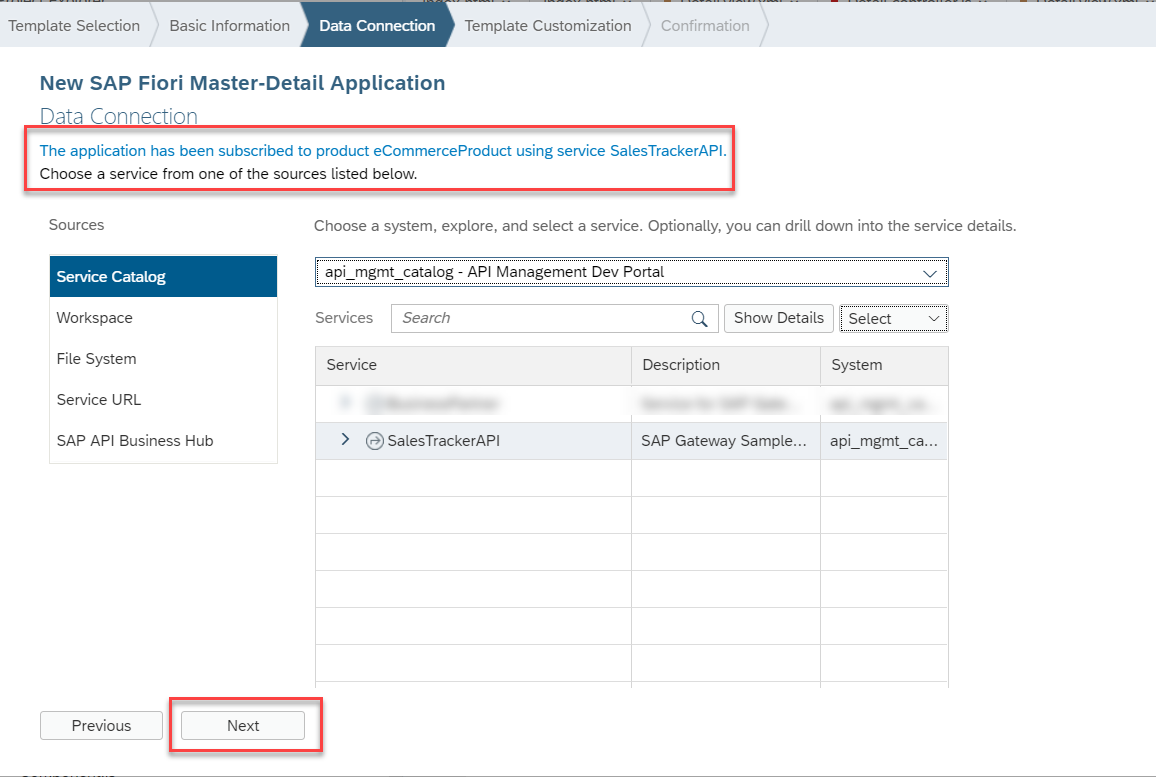 Template Selection Basic Information Data Connection Template Customization Confirmation
New SAP Fiori Master-Detail Application
Data Connection
The application has been subscribed to product eCommerceProduct using service SalesTrackerAPI.
Choose a service from one of the sources listed below.
Sources
Choose a system, explore, and select a service. Optionally, you can drill down into the service details.
Service Catalog
api_mgmt_catalog - API Management Dev Portal
Workspace
Services Search Show Details Select
File System
Service Description System
Service URL
SAP API Business Hub
SalesTrackerAPI SAP Gateway Sample... api_mgmt_ca...
Previous Next